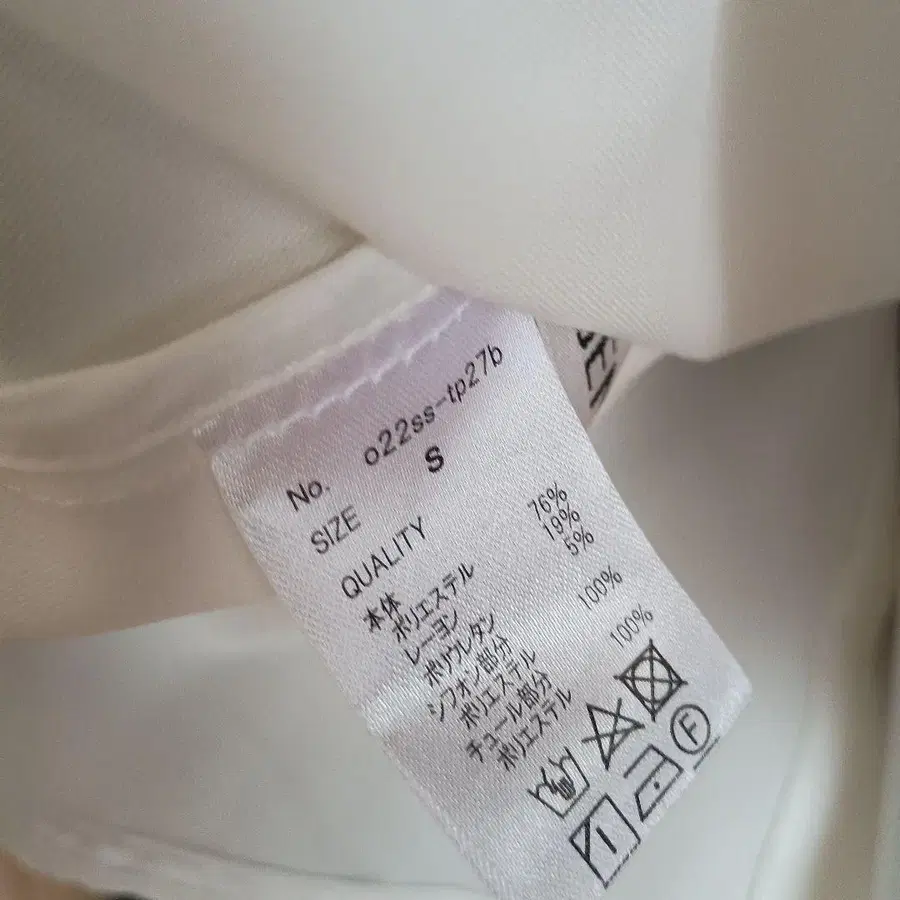 No. o22ss-tp27b
SIZE S
QUALITY
本体
ポリエステル 76%
レーヨン 19%
ポリウレタン 5%
シフォン部分
ポリエステル 100%
チュール部分
ポリエステル 100%
F